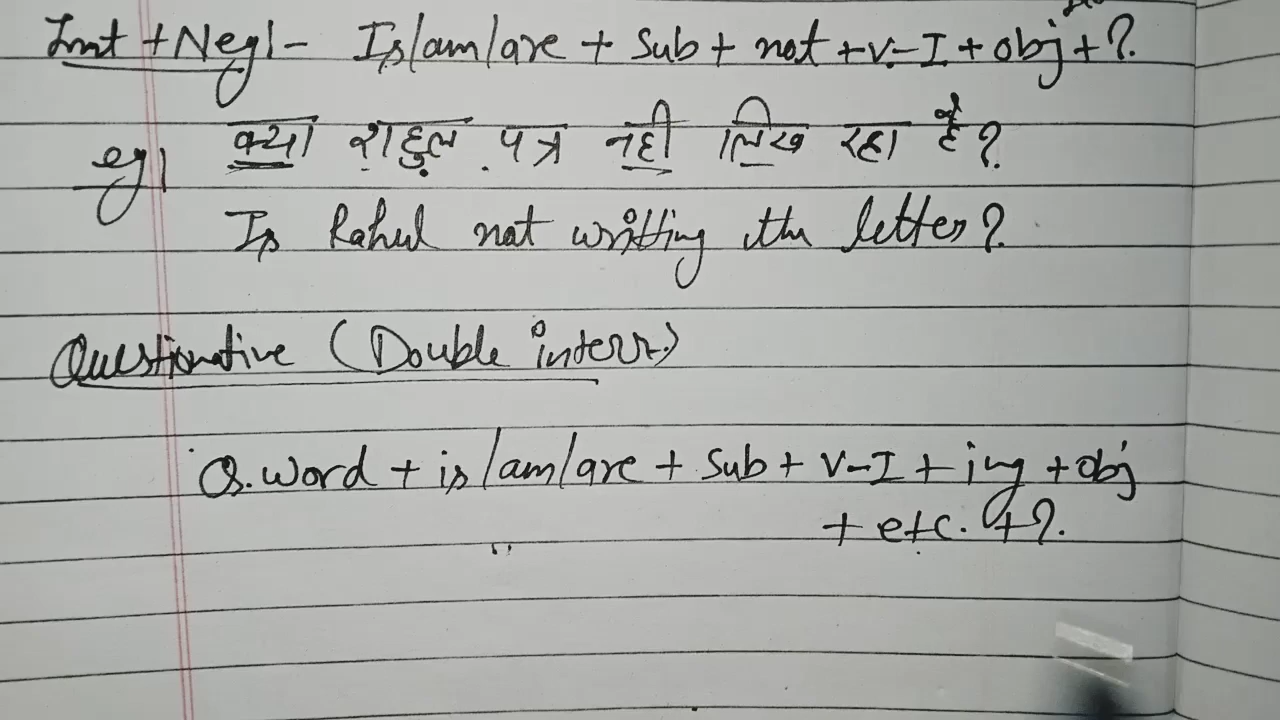 Int + Neg/- Is/am/are + Sub + not + v-I + obj + ?
eg/ क्या राहुल पत्र नही लिख रहा है ?
Is Rahul not writting the letter ?
Questionative (Double interr.)
Q.word + is/am/are + Sub + V-I + ing + obj
+ etc. + ?.